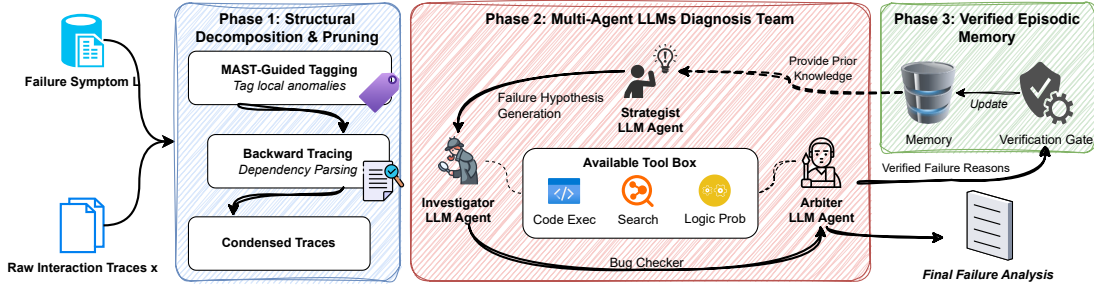 Failure Symptom L
Raw Interaction Traces x
Phase 1: Structural
Decomposition & Pruning
MAST-Guided Tagging
Tag local anomalies
Backward Tracing
Dependency Parsing
Condensed Traces
Phase 2: Multi-Agent LLMs Diagnosis Team
Failure Hypothesis
Generation
Strategist
LLM Agent
Provide Prior
Knowledge
Investigator
LLM Agent
Available Tool Box
Code Exec
Search
Logic Prob
Arbiter
LLM Agent
Bug Checker
Phase 3: Verified Episodic
Memory
Memory
Update
Verification Gate
Verified Failure Reasons
Final Failure Analysis